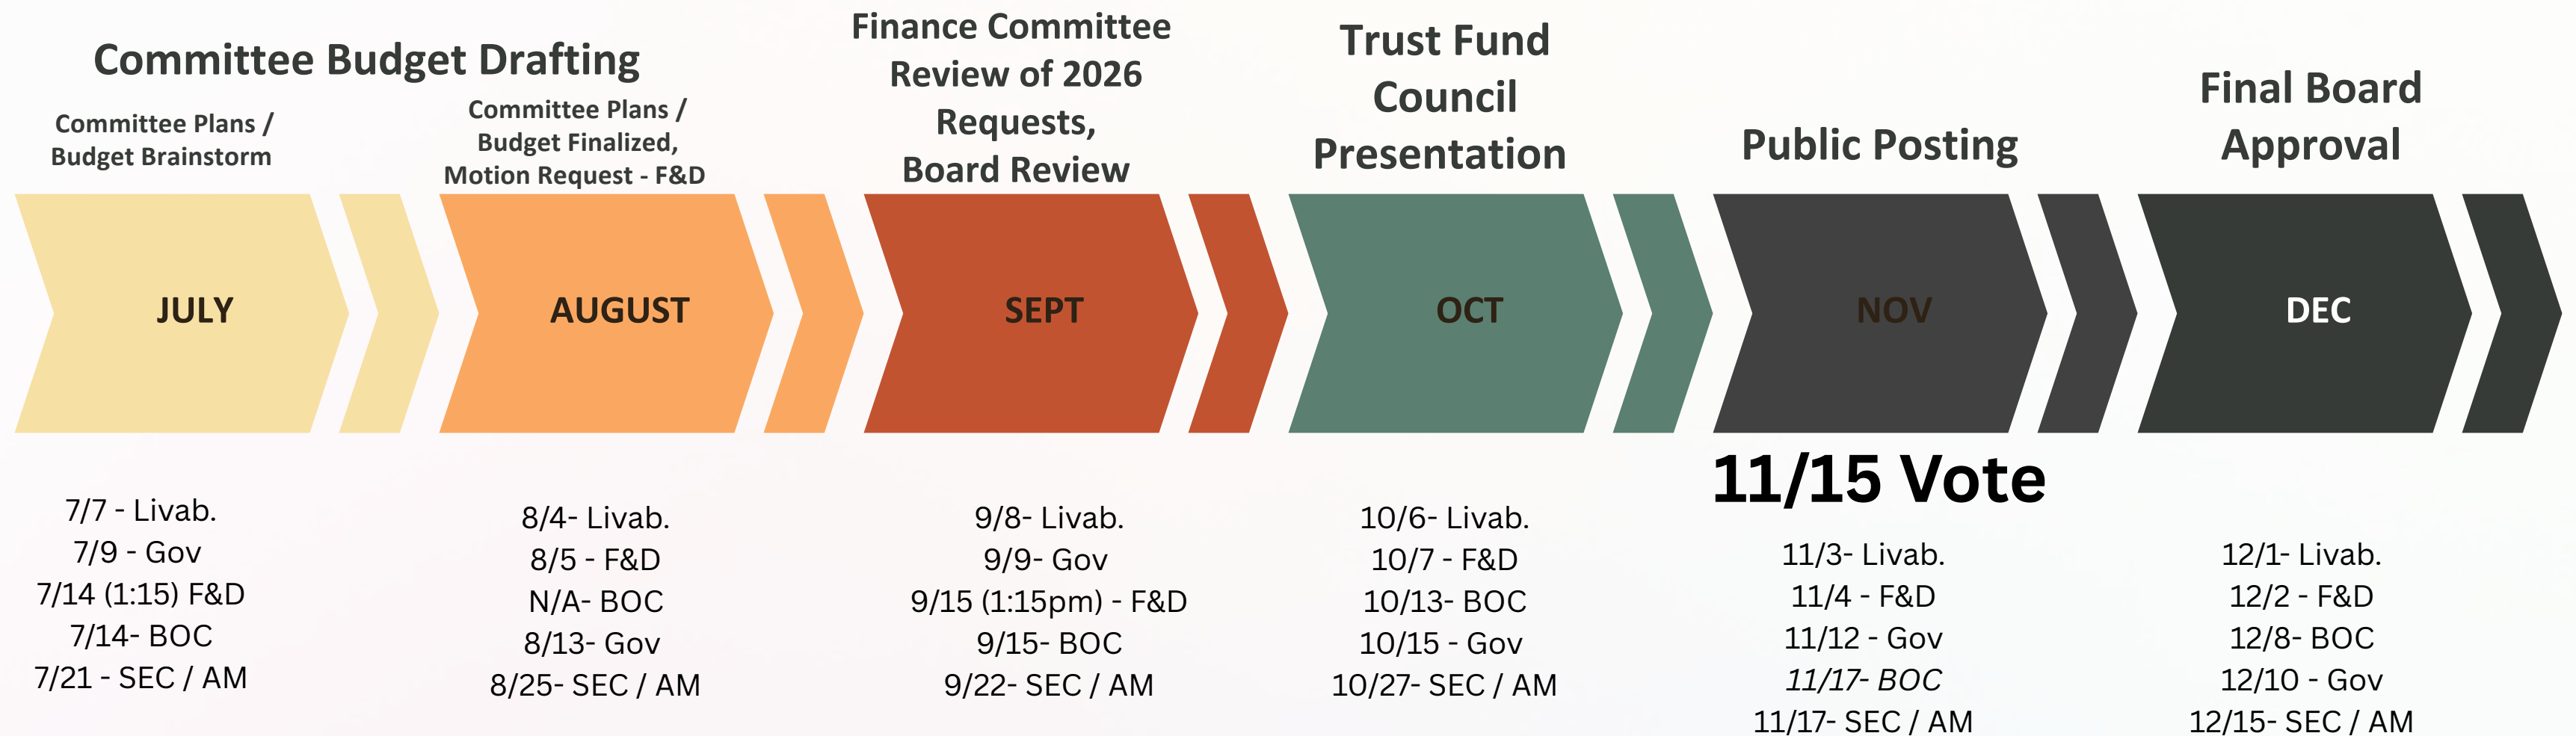 Committee Budget Drafting
Committee Plans /
Budget Brainstorm
Committee Plans /
Budget Finalized,
Motion Request - F&D
Finance Committee
Review of 2026
Requests,
Board Review
Trust Fund
Council
Presentation
Public Posting
Final Board
Approval
JULY
AUGUST
SEPT
OCT
NOV
DEC
7/7 - Livab.
7/9 - Gov
7/14 (1:15) F&D
7/14- BOC
7/21 - SEC / AM
8/4- Livab.
8/5 - F&D
N/A- BOC
8/13- Gov
8/25- SEC / AM
9/8- Livab.
9/9- Gov
9/15 (1:15pm) - F&D
9/15- BOC
9/22- SEC / AM
10/6- Livab.
10/7 - F&D
10/13- BOC
10/15 - Gov
10/27- SEC / AM
11/15 Vote
11/3- Livab.
11/4 - F&D
11/12 - Gov
11/17- BOC
11/17- SEC / AM
12/1- Livab.
12/2 - F&D
12/8- BOC
12/10 - Gov
12/15- SEC / AM